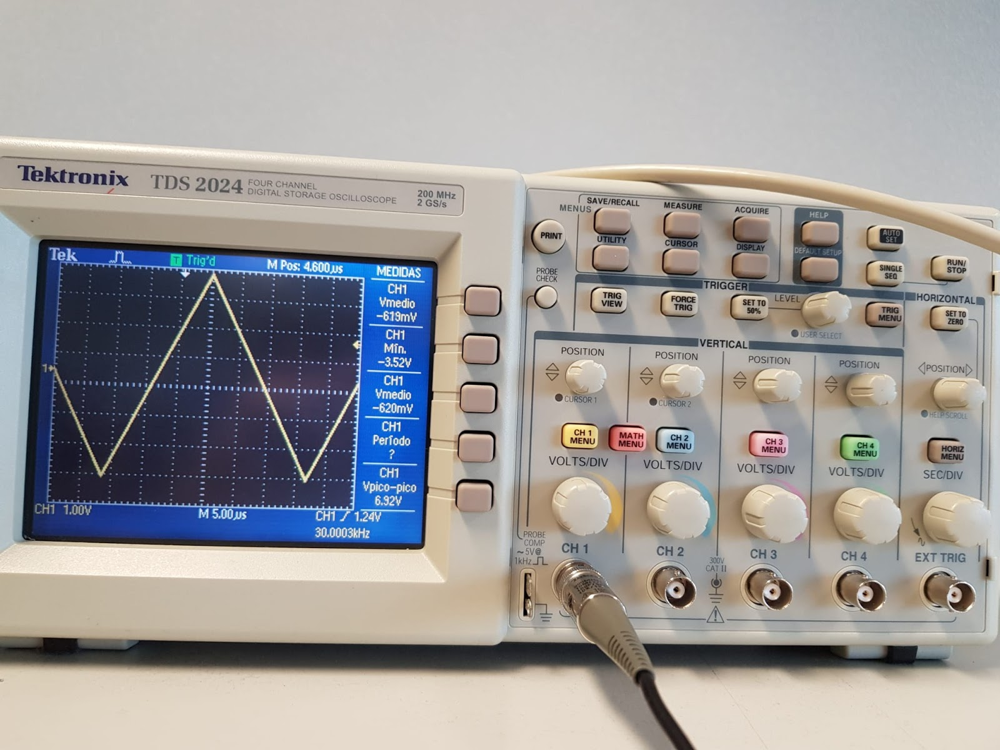 Tektronix
TDS 2024
FOUR CHANNEL
DIGITAL STORAGE OSCILLOSCOPE
200 MHz
2 GS/s
Tek
T Trig'd
M Pos: 4.600µs
MEDIDAS
CH1
Vmedio
-619mV
CH1
Mín.
-3.52V
CH1
Vmedio
-620mV
CH1
Período
?
CH1
Vpico-pico
6.92V
1
CH1 1.00V
M 5.00µs
CH1 / 1.24V
30.0003kHz
PRINT
MENUS
SAVE/RECALL
MEASURE
ACQUIRE
UTILITY
CURSOR
DISPLAY
HELP
DEFAULT SETUP
AUTO
SET
SINGLE
SEQ
RUN/
STOP
PROBE
CHECK
TRIGGER
TRIG
VIEW
FORCE
TRIG
SET TO
50%
LEVEL
USER SELECT
TRIG
MENU
HORIZONTAL
SET TO
ZERO
VERTICAL
POSITION
CURSOR 1
POSITION
CURSOR 2
POSITION
POSITION
POSITION
HELP SCROLL
CH 1
MENU
MATH
MENU
CH 2
MENU
CH 3
MENU
CH 4
MENU
HORIZ
MENU
VOLTS/DIV
VOLTS/DIV
VOLTS/DIV
VOLTS/DIV
SEC/DIV
PROBE
COMP
~5V@
1kHz
CH 1
CH 2
300V
CAT II
CH 3
CH 4
EXT TRIG